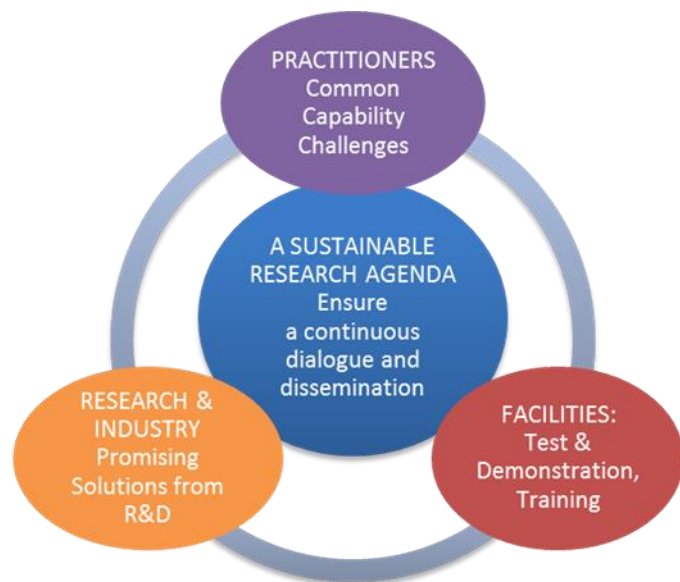 PRACTITIONERS
Common
Capability
Challenges
A SUSTAINABLE
RESEARCH AGENDA
Ensure
a continuous
dialogue and
dissemination
RESEARCH &
INDUSTRY
Promising
Solutions from
R&D
FACILITIES:
Test &
Demonstration,
Training